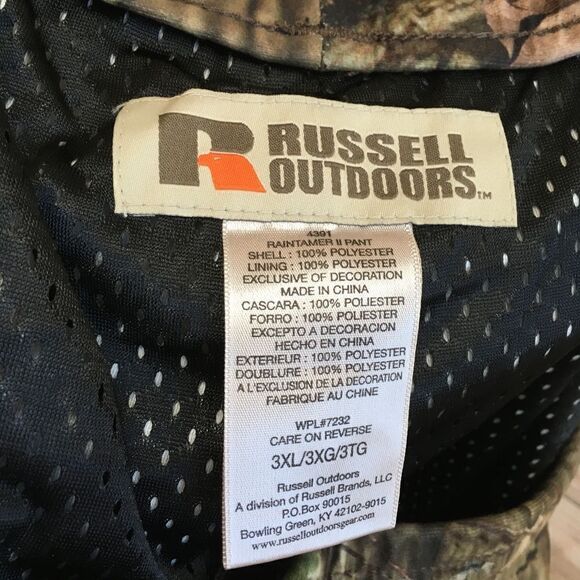 RUSSELL
OUTDOORS™
4391
RAINTAMER II PANT
SHELL : 100% POLYESTER
LINING : 100% POLYESTER
EXCLUSIVE OF DECORATION
MADE IN CHINA
CASCARA : 100% POLIESTER
FORRO : 100% POLIESTER
EXCEPTO A DECORACION
HECHO EN CHINA
EXTERIEUR : 100% POLYESTER
DOUBLURE : 100% POLYESTER
A L'EXCLUSION DE LA DECORATION
FABRIQUE AU CHINE
WPL#7232
CARE ON REVERSE
3XL/3XG/3TG
Russell Outdoors
A division of Russell Brands, LLC
P.O.Box 90015
Bowling Green, KY 42102-9015
www.russelloutdoorsgear.com